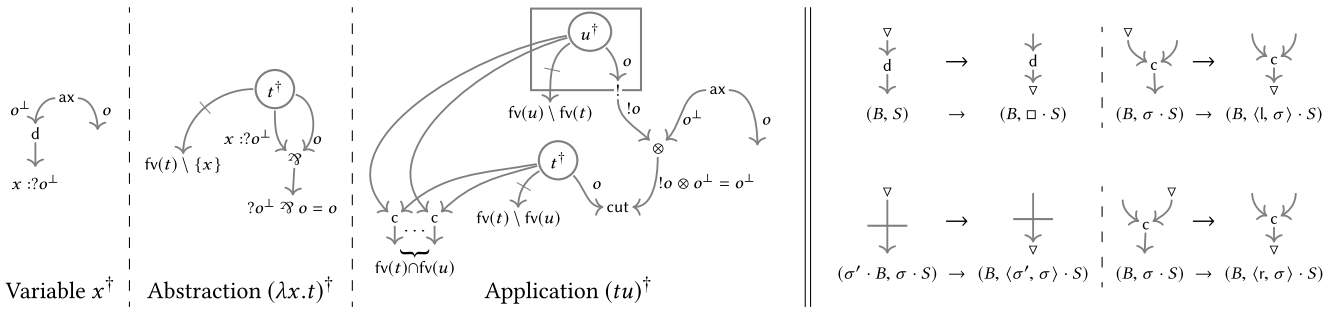 o⊥ ax o
d
x :?o⊥
Variable x†
t†
x :?o⊥ o
⅋
fv(t) \ {x}
?o⊥ ⅋ o = o
Abstraction (λx.t)†
u†
o
!
fv(u) \ fv(t)
!o
ax
o⊥ o
⊗
t†
o
!o ⊗ o⊥ = o⊥
cut
c ... c
fv(t) \ fv(u)
fv(t)∩fv(u)
Application (tu)†
▽
d → d
▽
(B, S) → (B, □ · S)
▽
c → c
▽
(B, σ · S) → (B, ⟨l, σ⟩ · S)
▽
→
▽
(σ′ · B, σ · S) → (B, ⟨σ′, σ⟩ · S)
▽
c → c
▽
(B, σ · S) → (B, ⟨r, σ⟩ · S)